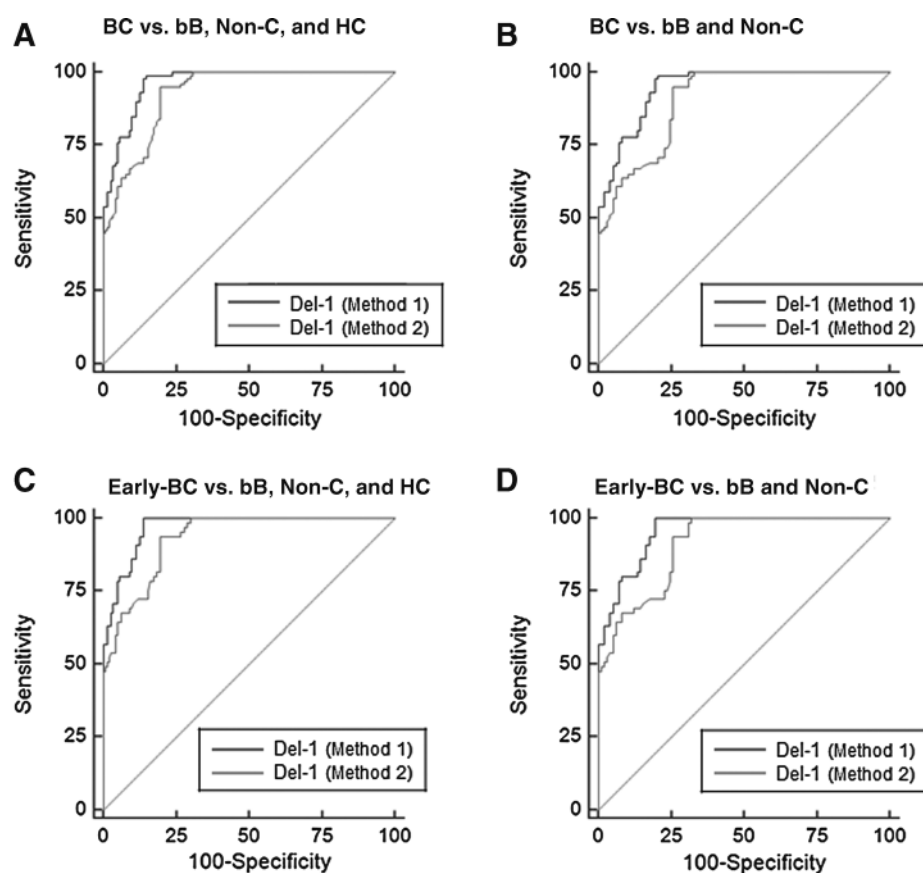 A
BC vs. bB, Non-C, and HC
100
75
50
25
0
Sensitivity
Del-1 (Method 1)
Del-1 (Method 2)
0 25 50 75 100
100-Specificity
B
BC vs. bB and Non-C
100
75
50
25
0
Sensitivity
Del-1 (Method 1)
Del-1 (Method 2)
0 25 50 75 100
100-Specificity
C
Early-BC vs. bB, Non-C, and HC
100
75
50
25
0
Sensitivity
Del-1 (Method 1)
Del-1 (Method 2)
0 25 50 75 100
100-Specificity
D
Early-BC vs. bB and Non-C
100
75
50
25
0
Sensitivity
Del-1 (Method 1)
Del-1 (Method 2)
0 25 50 75 100
100-Specificity